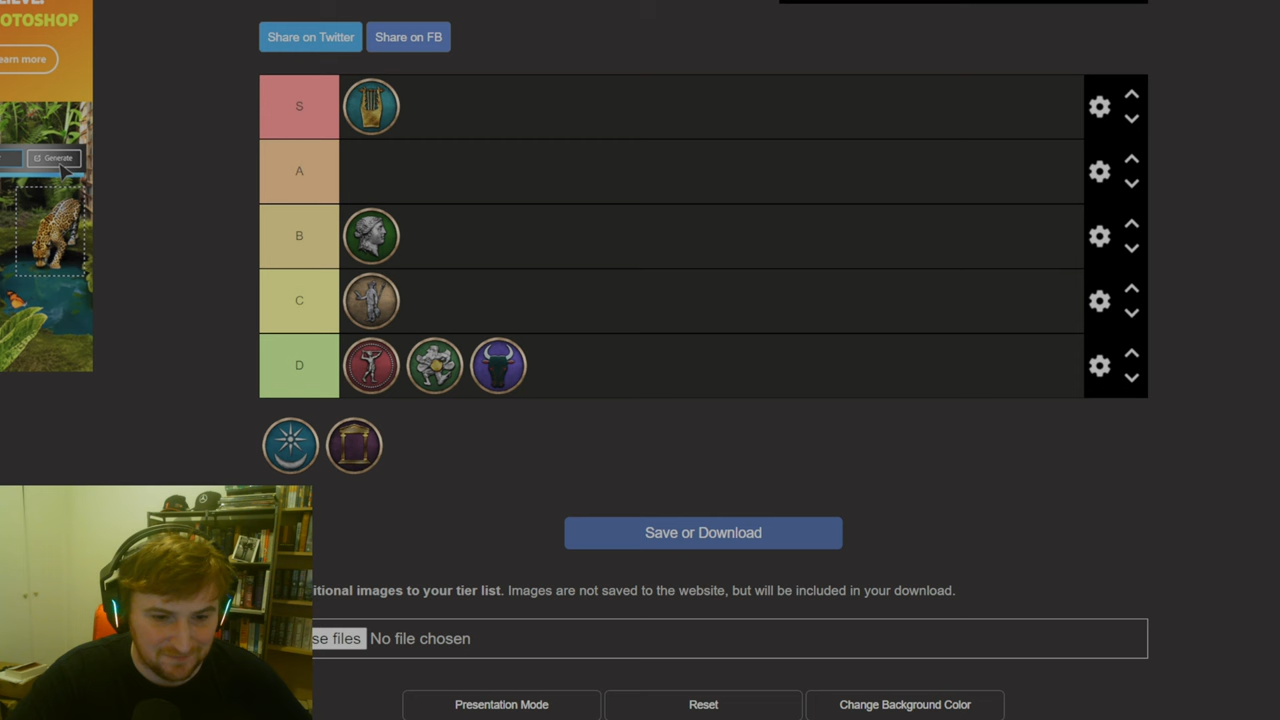 OTOSHOP
earn more
Generate
Share on Twitter
Share on FB
S
A
B
C
D
Save or Download
itional images to your tier list. Images are not saved to the website, but will be included in your download.
se files No file chosen
Presentation Mode
Reset
Change Background Color